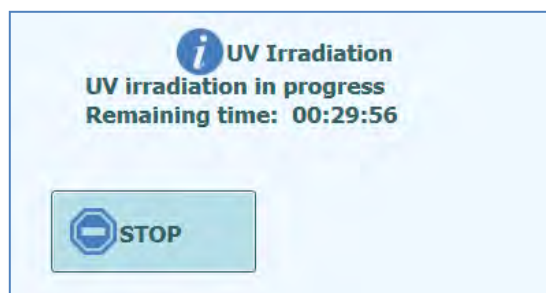 UV Irradiation
UV irradiation in progress
Remaining time: 00:29:56
STOP